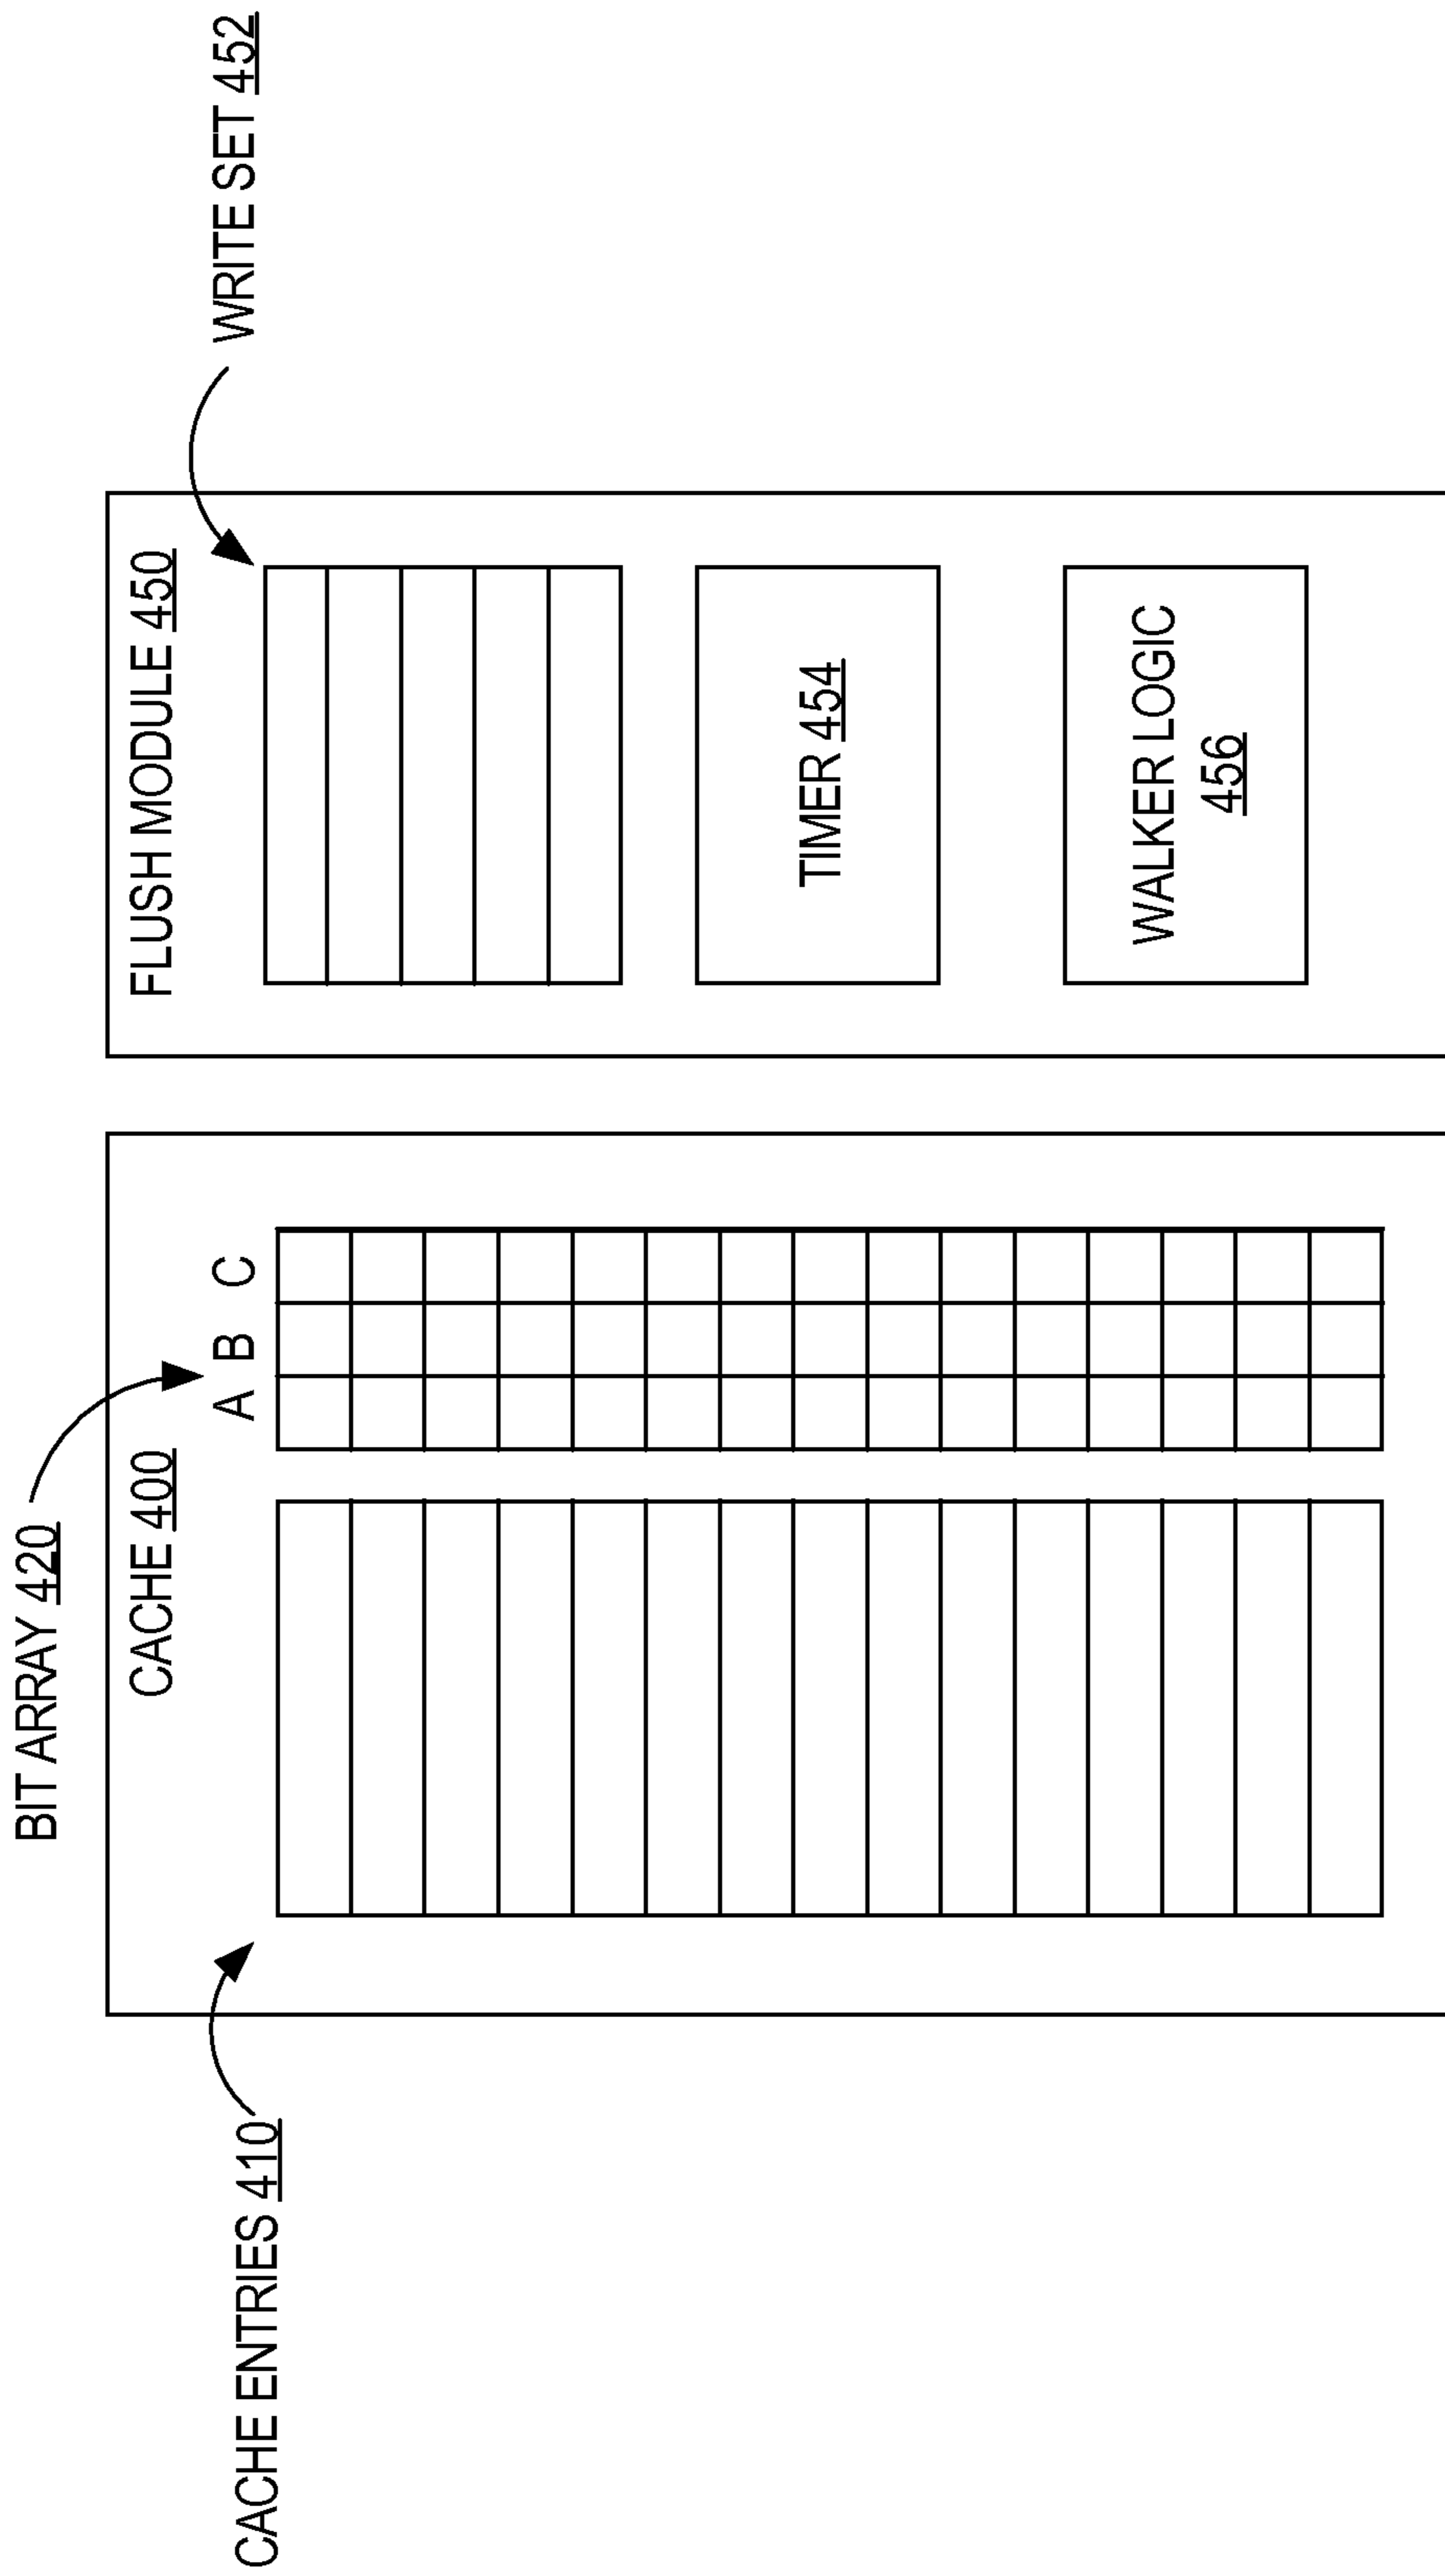 BIT ARRAY 420
CACHE 400
A B C
CACHE ENTRIES 410
FLUSH MODULE 450
WRITE SET 452
TIMER 454
WALKER LOGIC
456